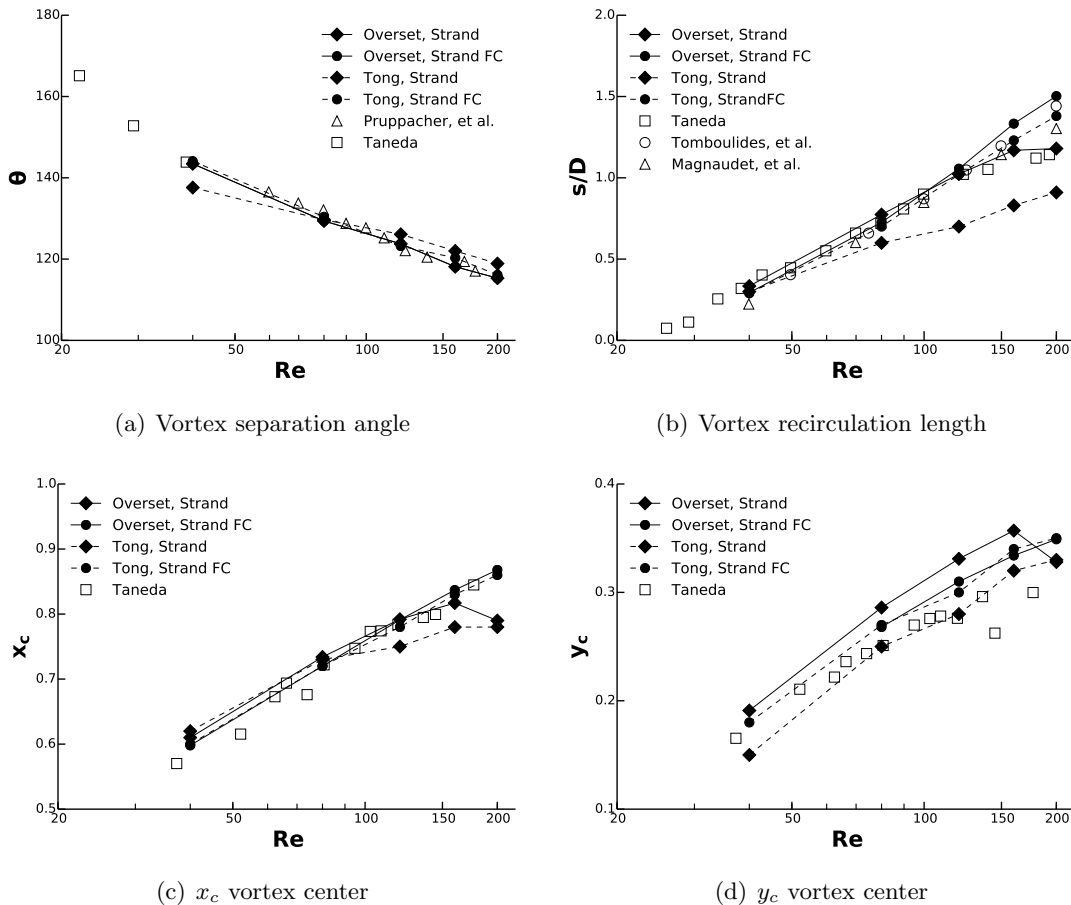 180
160
140
120
100
θ
20
50
100
150
200
Re
Overset, Strand
Overset, Strand FC
Tong, Strand
Tong, Strand FC
Pruppacher, et al.
Taneda
(a) Vortex separation angle
2.0
1.5
1.0
0.5
0.0
s/D
20
50
100
150
200
Re
Overset, Strand
Overset, Strand FC
Tong, Strand
Tong, StrandFC
Taneda
Tomboulides, et al.
Magnaudet, et al.
(b) Vortex recirculation length
1.0
0.9
0.8
0.7
0.6
0.5
x_c
20
50
100
150
200
Re
Overset, Strand
Overset, Strand FC
Tong, Strand
Tong, Strand FC
Taneda
(c) x_c vortex center
0.4
0.3
0.2
0.1
y_c
20
50
100
150
200
Re
Overset, Strand
Overset, Strand FC
Tong, Strand
Tong, Strand FC
Taneda
(d) y_c vortex center